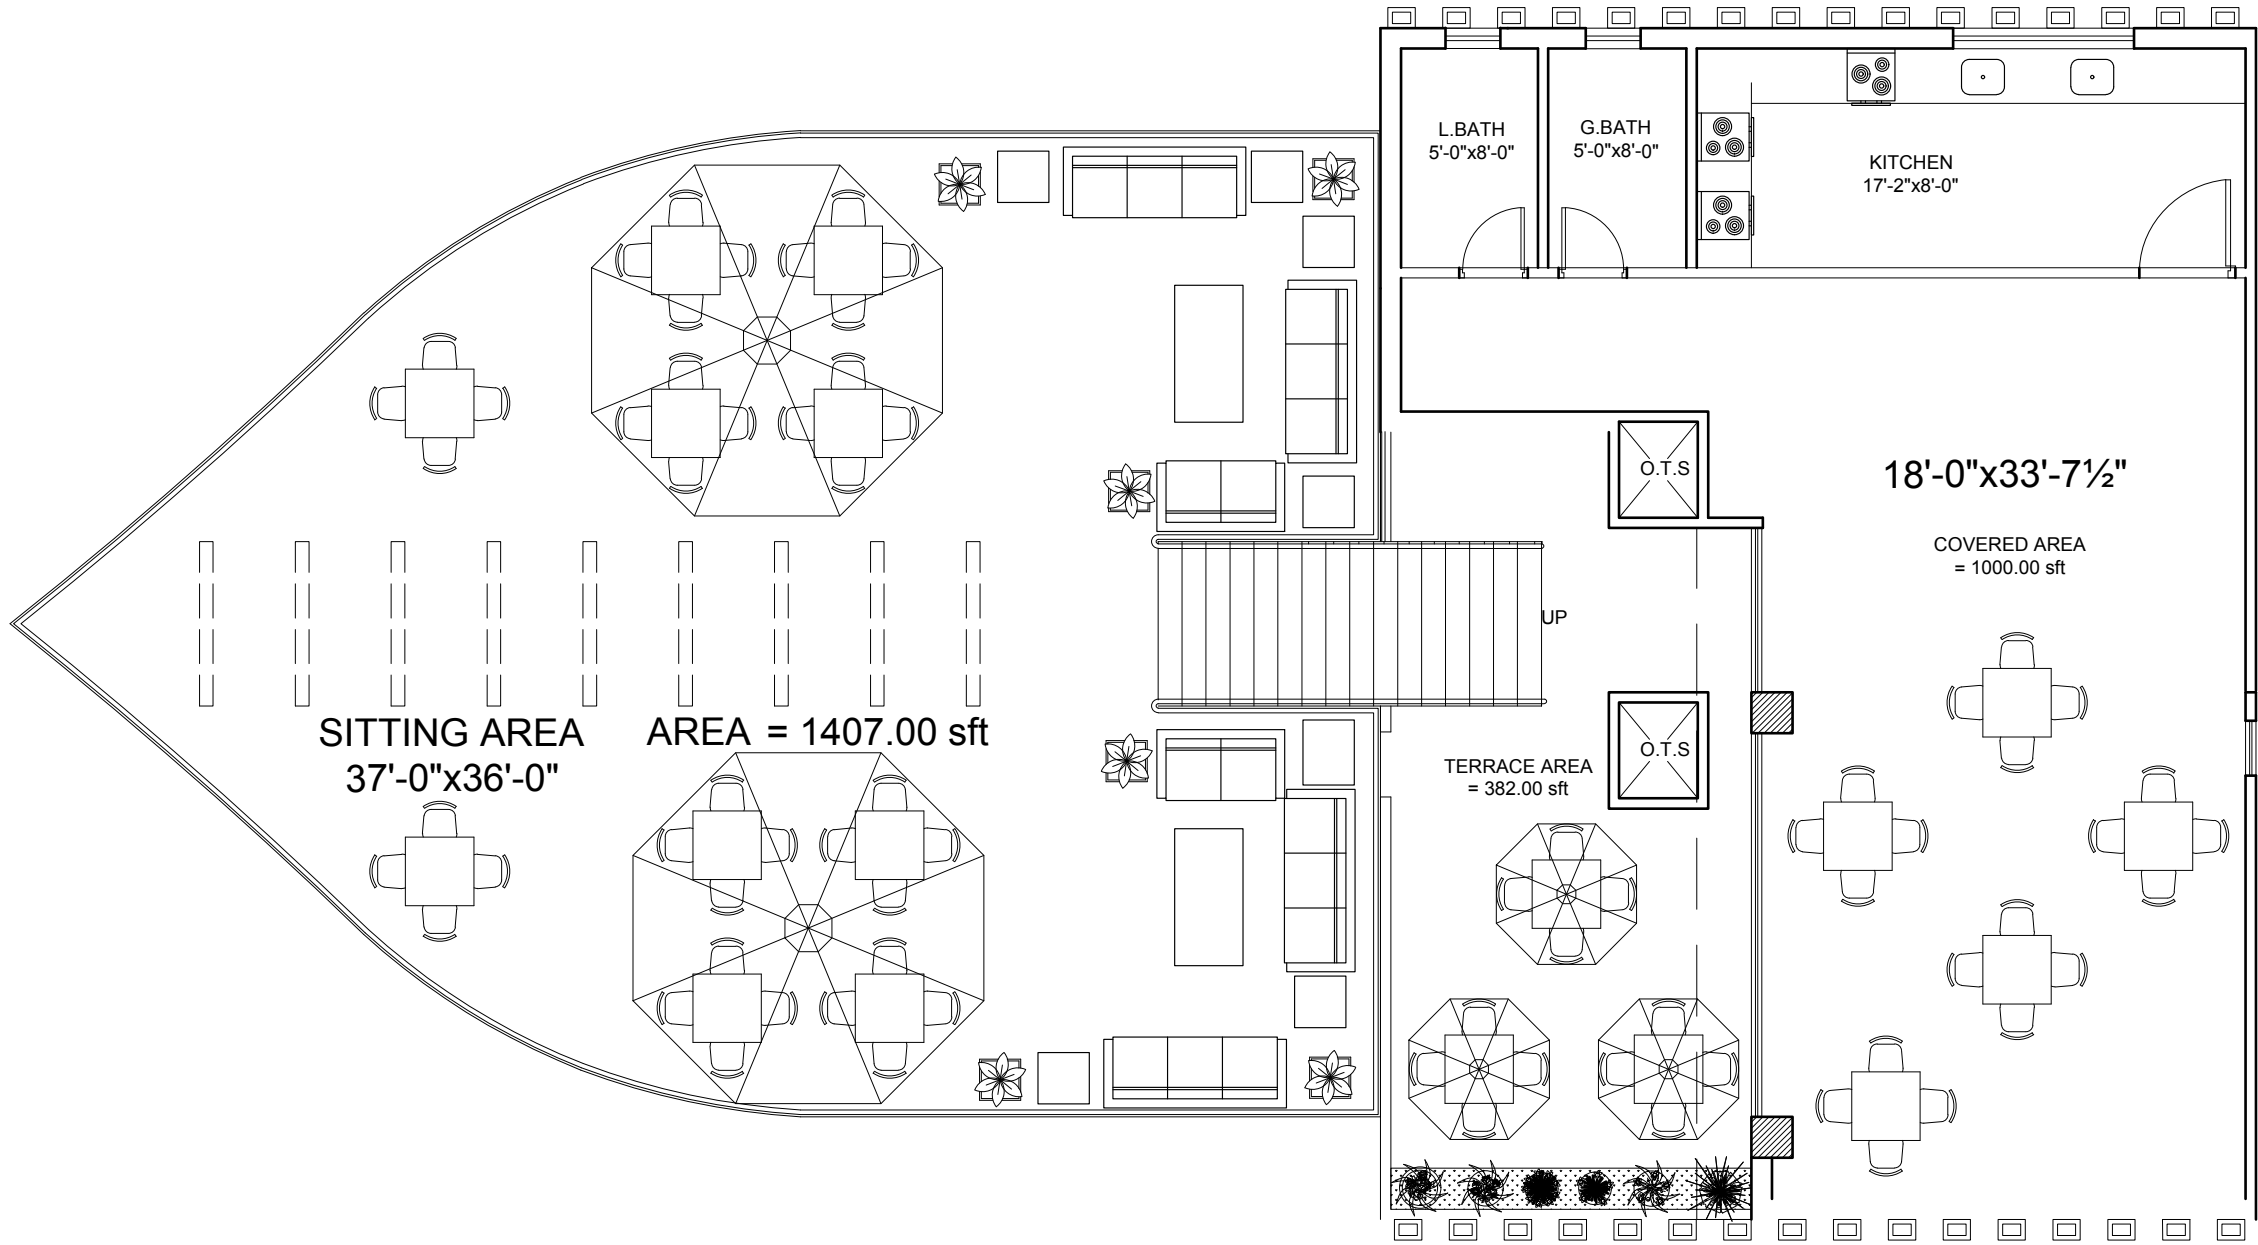 L.BATH
5'-0"x8'-0"
G.BATH
5'-0"x8'-0"
KITCHEN
17'-2"x8'-0"
O.T.S
18'-0"x33'-7½"
COVERED AREA
= 1000.00 sft
UP
SITTING AREA
37'-0"x36'-0"
AREA = 1407.00 sft
O.T.S
TERRACE AREA
= 382.00 sft